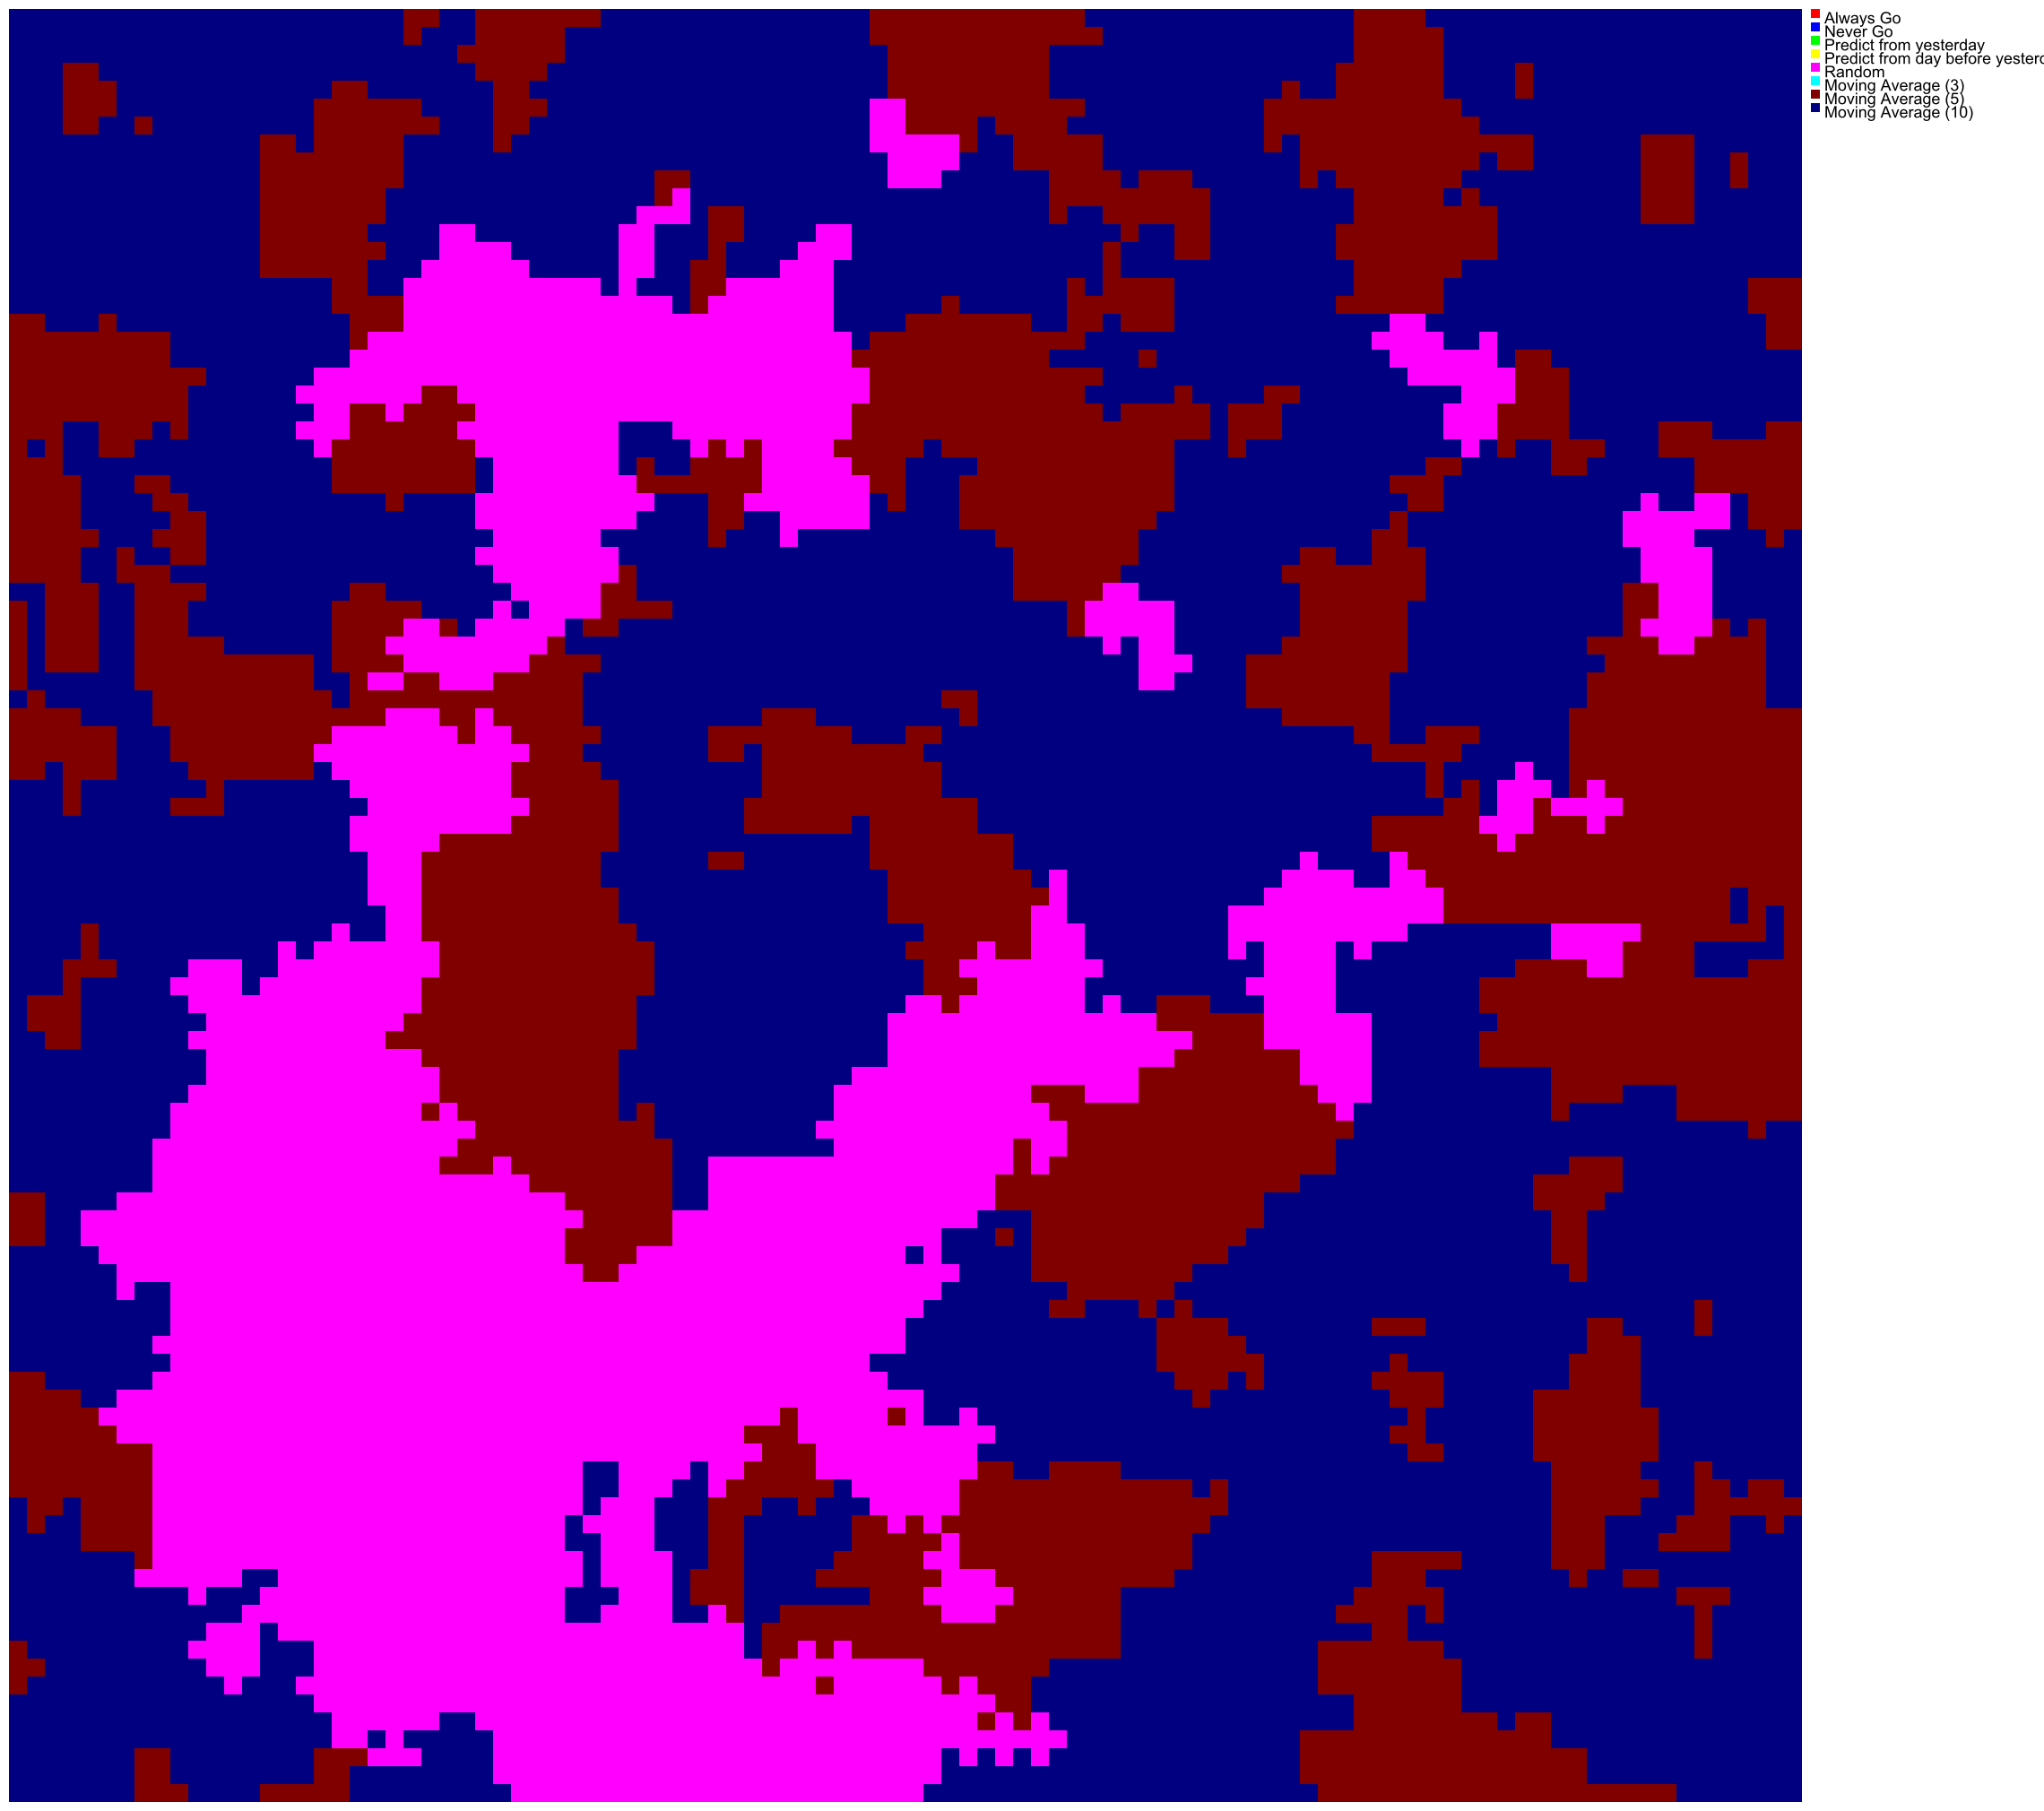 Always Go
Never Go
Predict from yesterday
Predict from day before yesterd
Random
Moving Average (3)
Moving Average (5)
Moving Average (10)